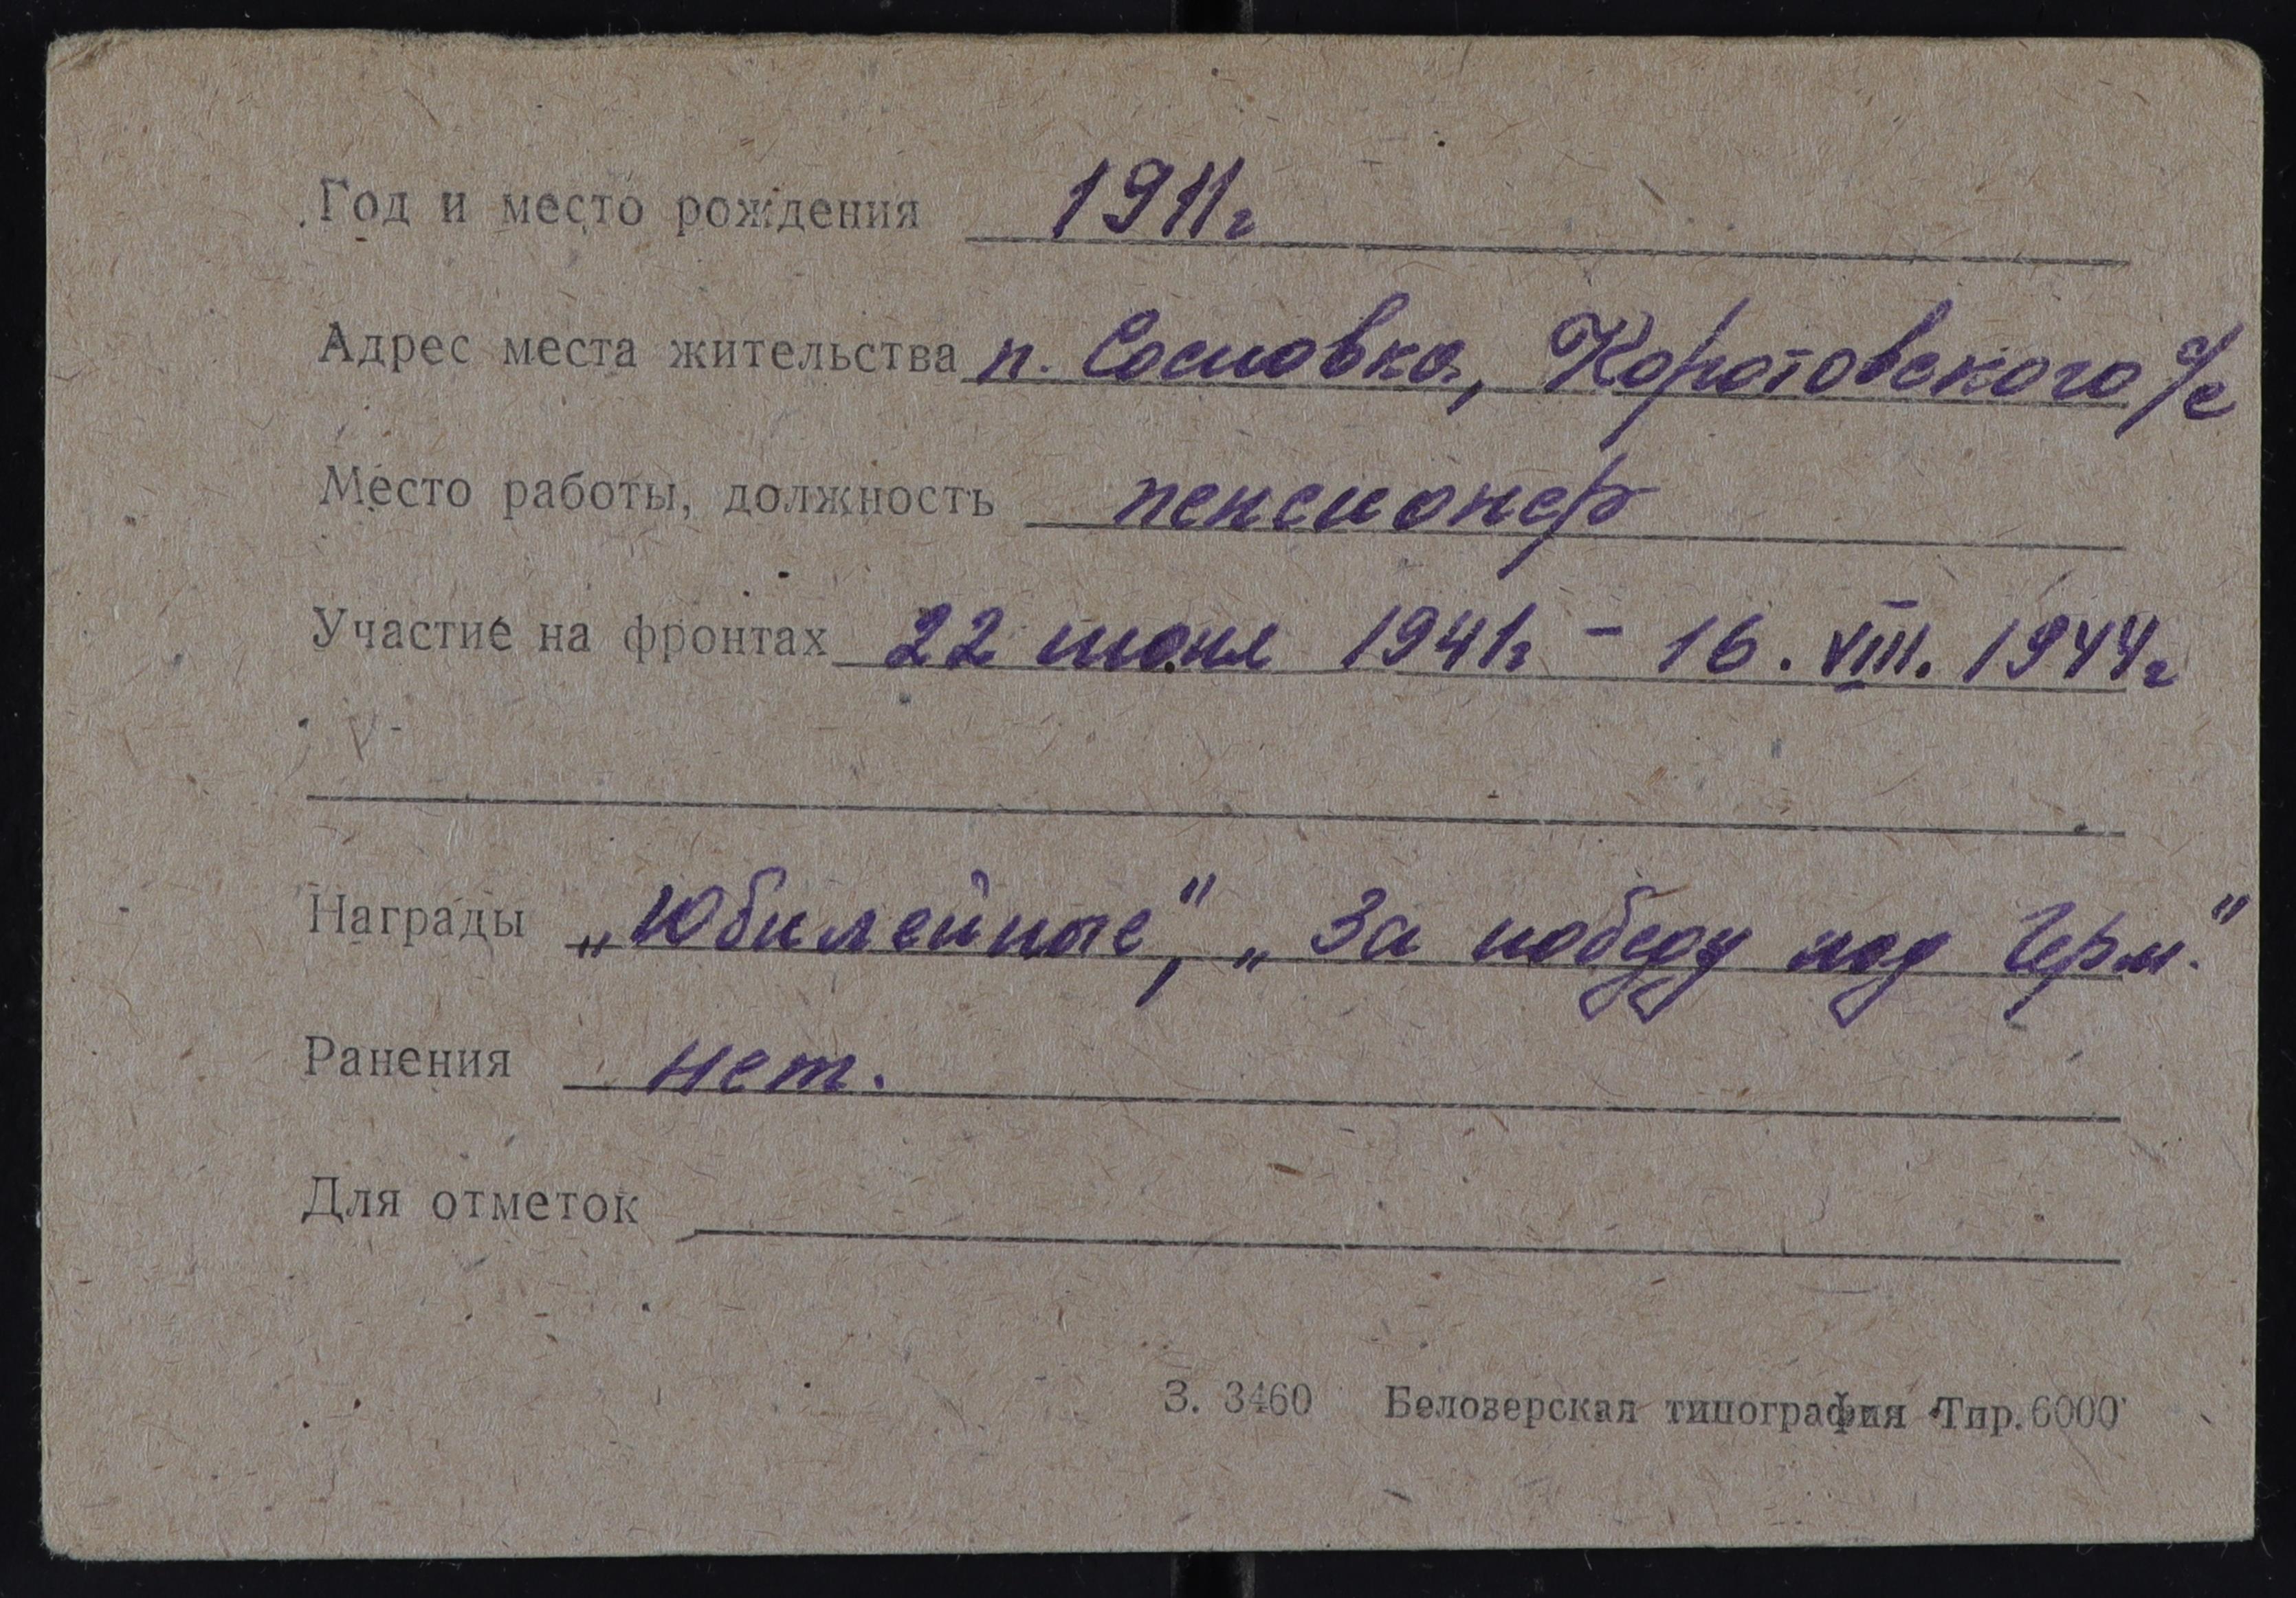 Год и место рождения 1911г
Адрес места жительства п. Сосновка, Коротовского с/с
Место работы, должность пенсионер
Участие на фронтах 22 июня 1941г - 16. VIII. 1944г
Награды „Юбилейные", „За победу над Герм."
Ранения нет.
Для отметок
З. 3460 Белозерская типография Тир. 6000